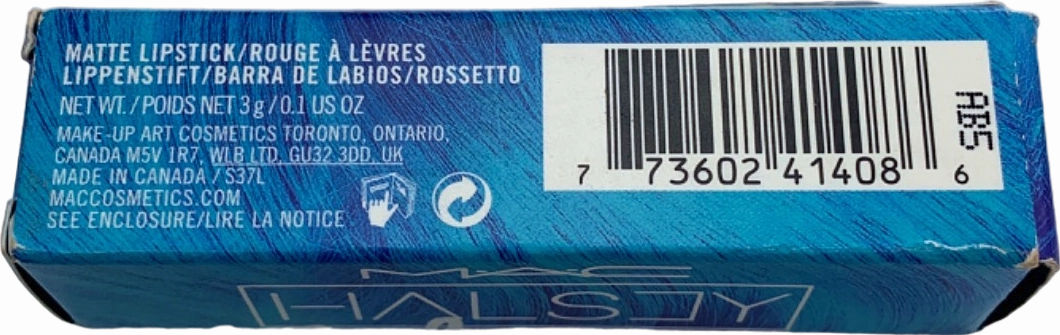 MATTE LIPSTICK/ROUGE À LÈVRES
LIPPENSTIFT/BARRA DE LABIOS/ROSSETTO
NET WT./POIDS NET 3 g/0.1 US OZ
MAKE-UP ART COSMETICS TORONTO, ONTARIO,
CANADA M5V 1R7, WLB LTD, GU32 3DD, UK
MADE IN CANADA / S37L
MACCOSMETICS.COM
SEE ENCLOSURE/LIRE LA NOTICE
7 73602 41408 6
AB5
M·A·C
HALSEY